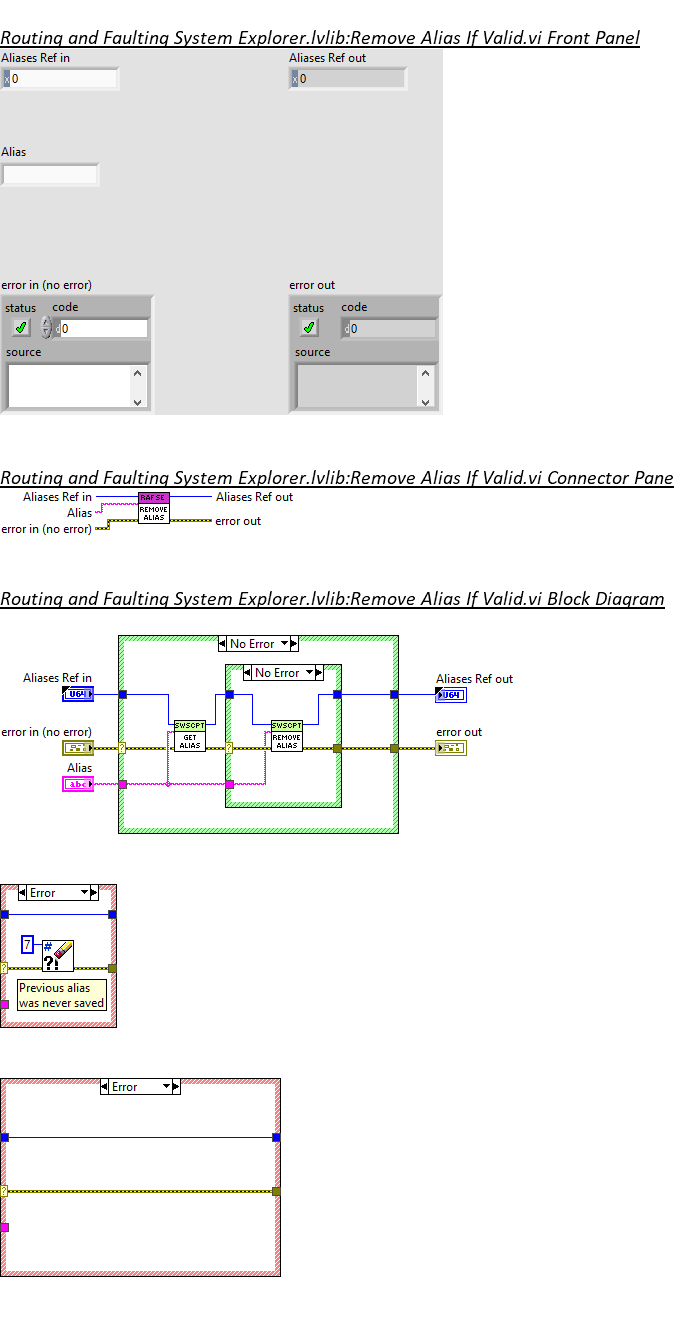 Routing and Faulting System Explorer.lvlib:Remove Alias If Valid.vi Front Panel
Aliases Ref in
Aliases Ref out
x 0
x 0
Alias
error in (no error)
error out
status code
status code
d 0
d 0
source
source
Routing and Faulting System Explorer.lvlib:Remove Alias If Valid.vi Connector Pane
Aliases Ref in
RAFSE
Aliases Ref out
Alias
REMOVE
ALIAS
error in (no error)
error out
Routing and Faulting System Explorer.lvlib:Remove Alias If Valid.vi Block Diagram
No Error
No Error
Aliases Ref in
Aliases Ref out
U64
U64
SWSCPT
GET
ALIAS
SWSCPT
REMOVE
ALIAS
error in (no error)
error out
?
?
Alias
abc
Error
7
#
?!
?
Previous alias
was never saved
Error
?